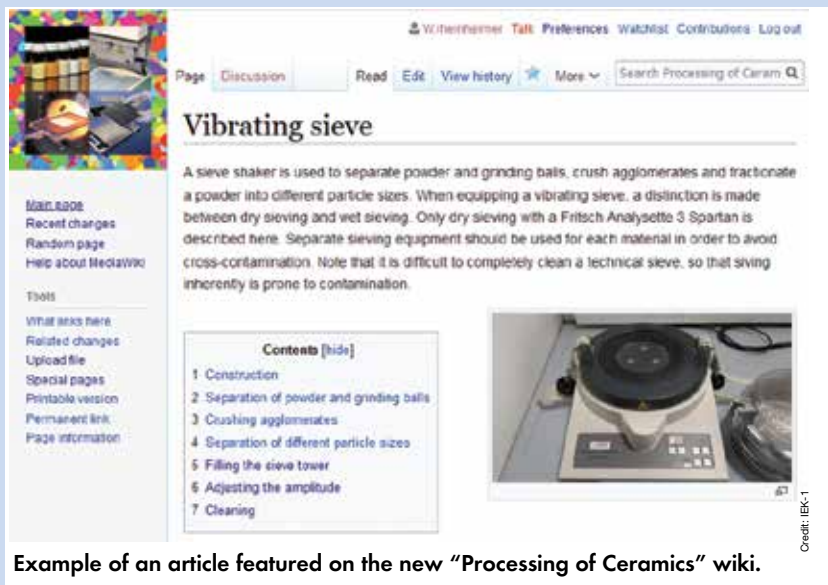 Witherheimer Talk Preferences Watchlist Contributions Log out
Page Discussion Read Edit View history More Search Processing of Ceram
Vibrating sieve
A sieve shaker is used to separate powder and grinding balls, crush agglomerates and fractionate
a powder into different particle sizes. When equipping a vibrating sieve, a distinction is made
between dry sieving and wet sieving. Only dry sieving with a Fritsch Analysette 3 Spartan is
described here. Separate sieving equipment should be used for each material in order to avoid
cross-contamination. Note that it is difficult to completely clean a technical sieve, so that siving
inherently is prone to contamination.
Main page
Recent changes
Random page
Help about MediaWiki
Tools
What links here
Related changes
Upload file
Special pages
Printable version
Permanent link
Page information
Contents [hide]
1 Construction
2 Separation of powder and grinding balls
3 Crushing agglomerates
4 Separation of different particle sizes
5 Filling the sieve tower
6 Adjusting the amplitude
7 Cleaning
Credit: IEK-1
Example of an article featured on the new “Processing of Ceramics” wiki.